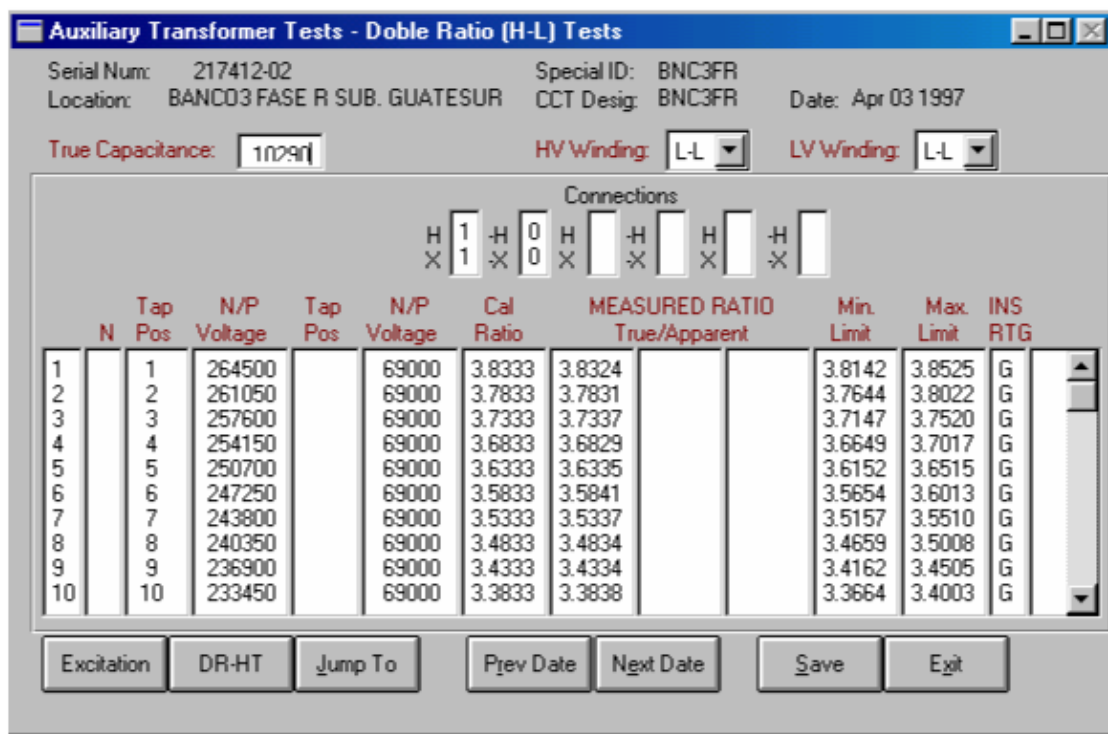 Auxiliary Transformer Tests - Doble Ratio (H-L) Tests
Serial Num: 217412-02 Special ID: BNC3FR
Location: BANCO3 FASE R SUB. GUATESUR CCT Desig: BNC3FR Date: Apr 03 1997
True Capacitance: 10290 HV Winding: L-L LV Winding: L-L
Connections
H 1 -H 0 H -H H -H
X 1 -X 0 X -X X -X
Tap N/P Tap N/P Cal MEASURED RATIO Min. Max. INS
N Pos Voltage Pos Voltage Ratio True/Apparent Limit Limit RTG
1 1 264500 69000 3.8333 3.8324 3.8142 3.8525 G
2 2 261050 69000 3.7833 3.7831 3.7644 3.8022 G
3 3 257600 69000 3.7333 3.7337 3.7147 3.7520 G
4 4 254150 69000 3.6833 3.6829 3.6649 3.7017 G
5 5 250700 69000 3.6333 3.6335 3.6152 3.6515 G
6 6 247250 69000 3.5833 3.5841 3.5654 3.6013 G
7 7 243800 69000 3.5333 3.5337 3.5157 3.5510 G
8 8 240350 69000 3.4833 3.4834 3.4659 3.5008 G
9 9 236900 69000 3.4333 3.4334 3.4162 3.4505 G
10 10 233450 69000 3.3833 3.3838 3.3664 3.4003 G
Excitation DR-HT Jump To Prev Date Next Date Save Exit